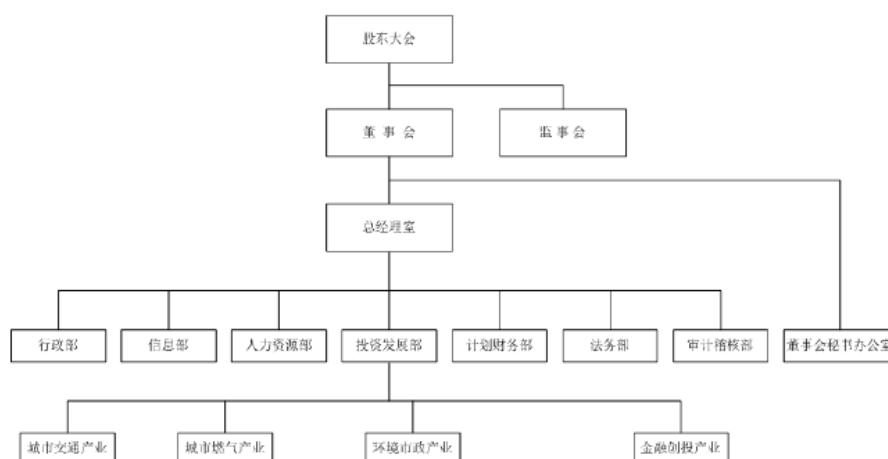 股东大会
董 事 会
监 事 会
总经理室
行政部
信息部
人力资源部
投资发展部
计划财务部
法务部
审计稽核部
董事会秘书办公室
城市交通产业
城市燃气产业
环境市政产业
金融创投产业